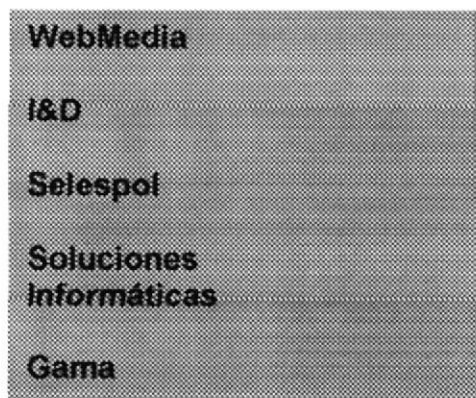 WebMedia
I&D
Selespol
Soluciones
Informáticas
Gama